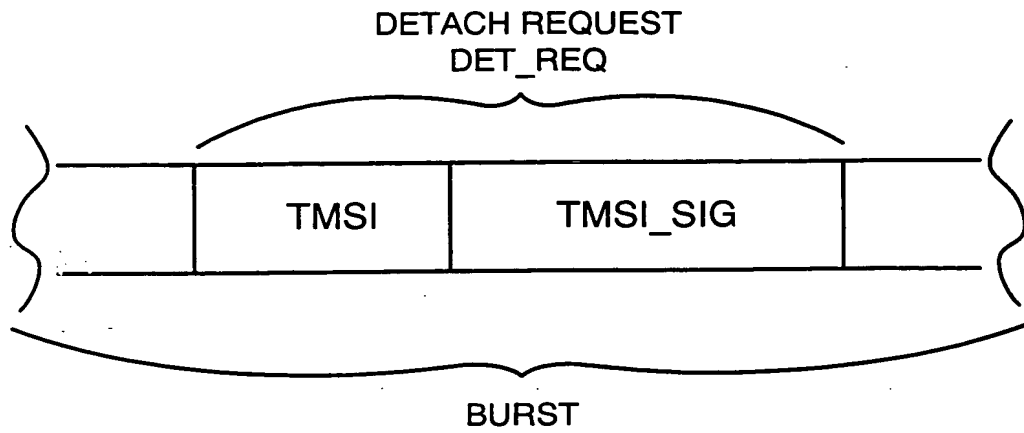 DETACH REQUEST
DET_REQ
TMSI
TMSI_SIG
BURST